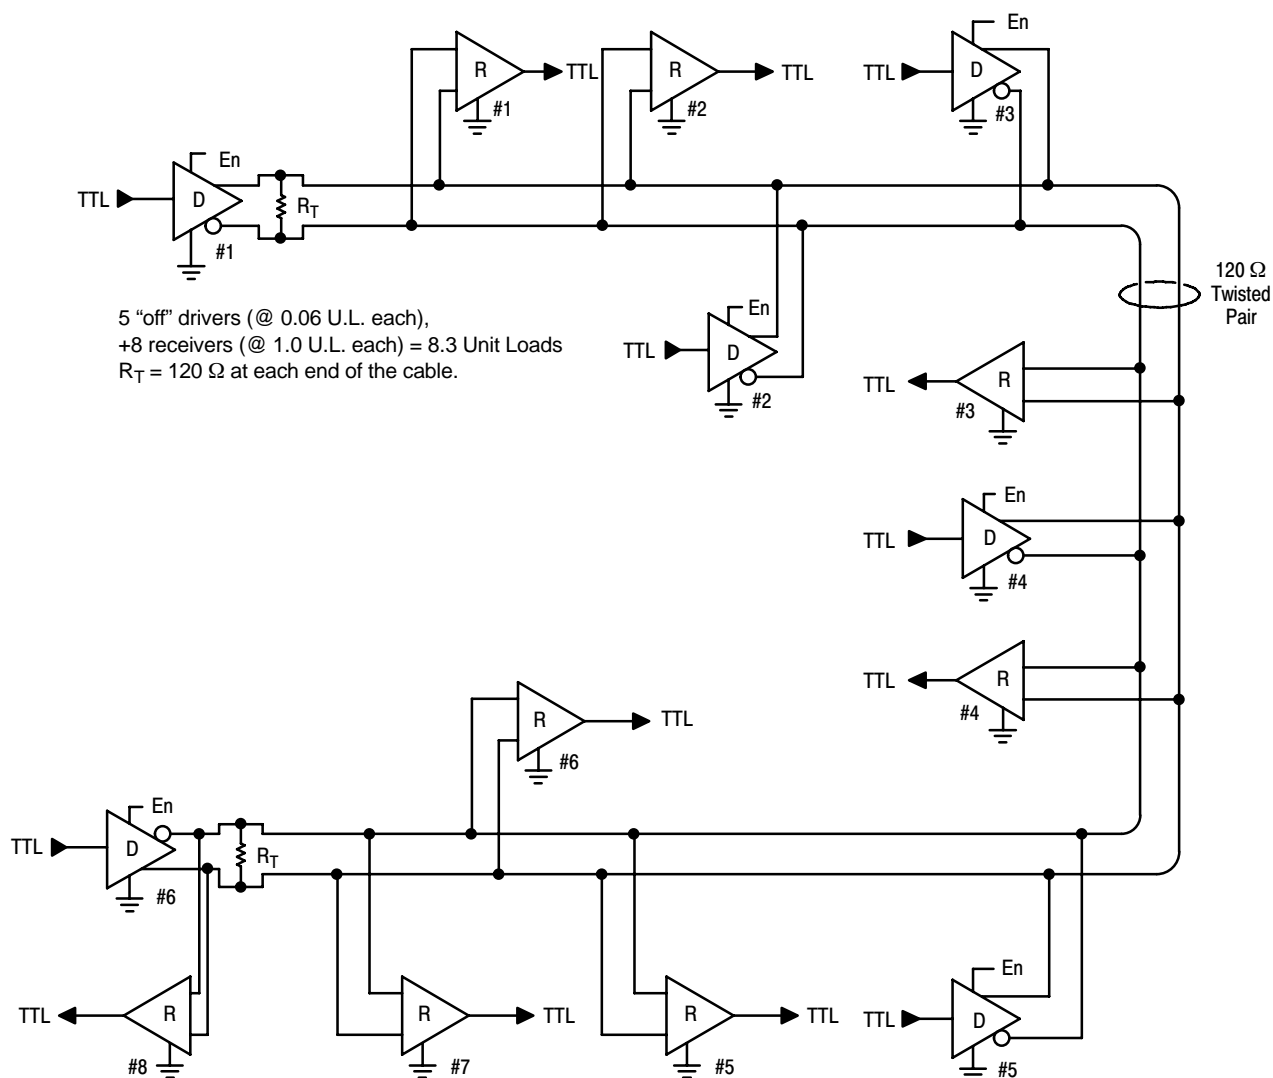 En
R
TTL
#1
R
TTL
#2
TTL
D
En
#3
En
TTL
D
R_T
#1
120 Ω
Twisted
Pair
5 “off” drivers (@ 0.06 U.L. each),
+8 receivers (@ 1.0 U.L. each) = 8.3 Unit Loads
R_T = 120 Ω at each end of the cable.
En
TTL
D
#2
TTL
R
#3
En
TTL
D
#4
TTL
R
#4
R
TTL
#6
En
TTL
D
R_T
#6
TTL
R
#8
R
TTL
#7
R
TTL
#5
En
TTL
D
#5